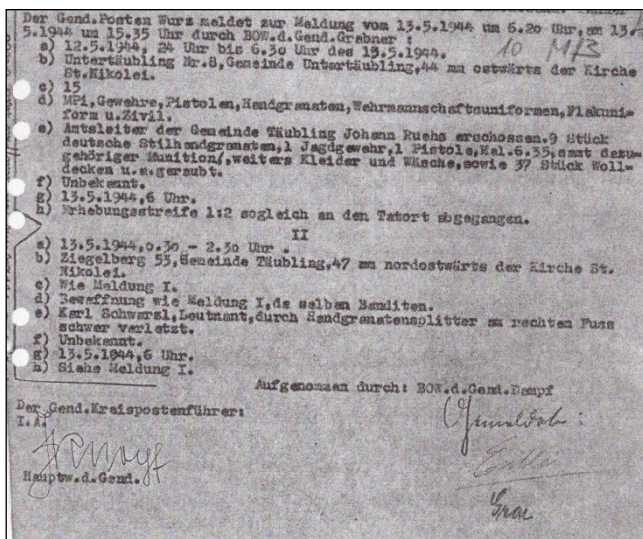 Der Gend.Posten Wurz meldet zur Meldung vom 13.5.1944 um 6.20 Uhr, am 13.
5.1944 um 15.35 Uhr durch BOW.d.Gend.Grebner :
10 MB
a) 12.5.1944, 24 Uhr bis 6.30 Uhr des 13.5.1944.
b) Untertäubling Nr.8,Gemeinde Untertäubling,44 mm ostwärts der Kirche
St.Nikolei.
c) 15
d) MPi,Gewehre,Pistolen,Handgranaten,Wehrmannschaftsuniformen,Flakuni=
form u.Zivil.
e) Amtsleiter der Gemeinde Täubling Johann Ruehs erschossen.9 Stück
deutsche Stilhandgranaten,1 Jagdgewehr,1 Pistole,Kal.6.35,samt dazu=
gehöriger Munition/,weiters Kleider und Wäsche,sowie 37 Stück Woll=
decken u.a.geraubt.
f) Unbekannt.
g) 13.5.1944,6 Uhr.
h) Erhebungsstreife 1:2 sogleich an den Tatort abgegangen.
II
a) 13.5.1944,0.30 - 2.30 Uhr .
b) Ziegelberg 53,Gemeinde Täubling,47 mm nordostwärts der Kirche St.
Nikolei.
c) Wie Meldung I.
d) Bewaffnung wie Meldung I,da selben Banditen.
e) Karl Schwarzl,Leutnant,durch Handgranatensplitter am rechten Fuss
schwer verletzt.
f) Unbekannt.
g) 13.5.1944,6 Uhr.
h) Siehe Meldung I.
Aufgenommen durch: BOW.d.Gend.Dampf
Der Gend.Kreispostenführer:
I.A.
Hauptw.d.Gend.